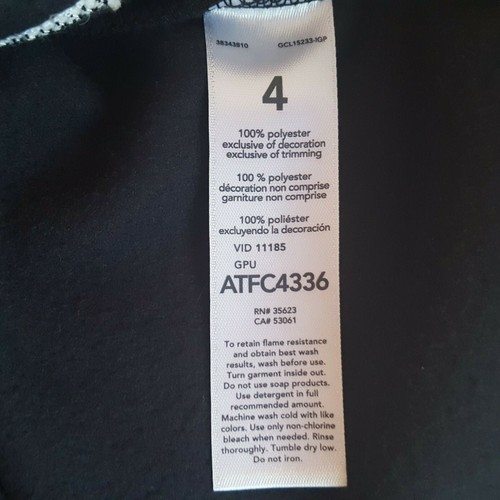 38343810 GCL15233-IGP
4
100% polyester
exclusive of decoration
exclusive of trimming
100 % polyester
décoration non comprise
garniture non comprise
100% poliéster
excluyendo la decoración
VID 11185
GPU
ATFC4336
RN# 35623
CA# 53061
To retain flame resistance
and obtain best wash
results, wash before use.
Turn garment inside out.
Do not use soap products.
Use detergent in full
recommended amount.
Machine wash cold with like
colors. Use only non-chlorine
bleach when needed. Rinse
thoroughly. Tumble dry low.
Do not iron.